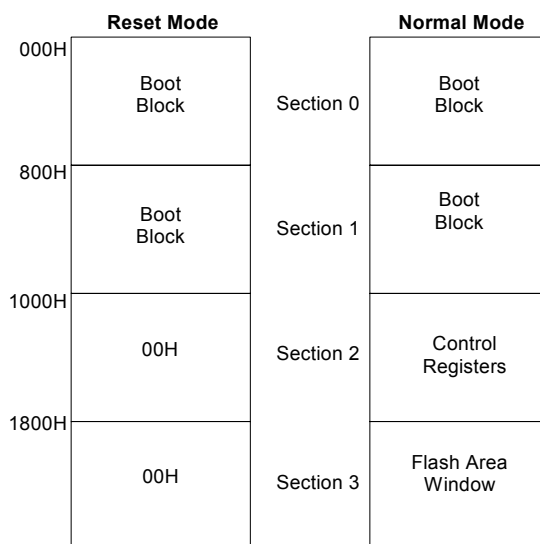 Reset Mode
Normal Mode
000H
Boot
Block
Section 0
Boot
Block
800H
Boot
Block
Section 1
Boot
Block
1000H
00H
Section 2
Control
Registers
1800H
00H
Section 3
Flash Area
Window